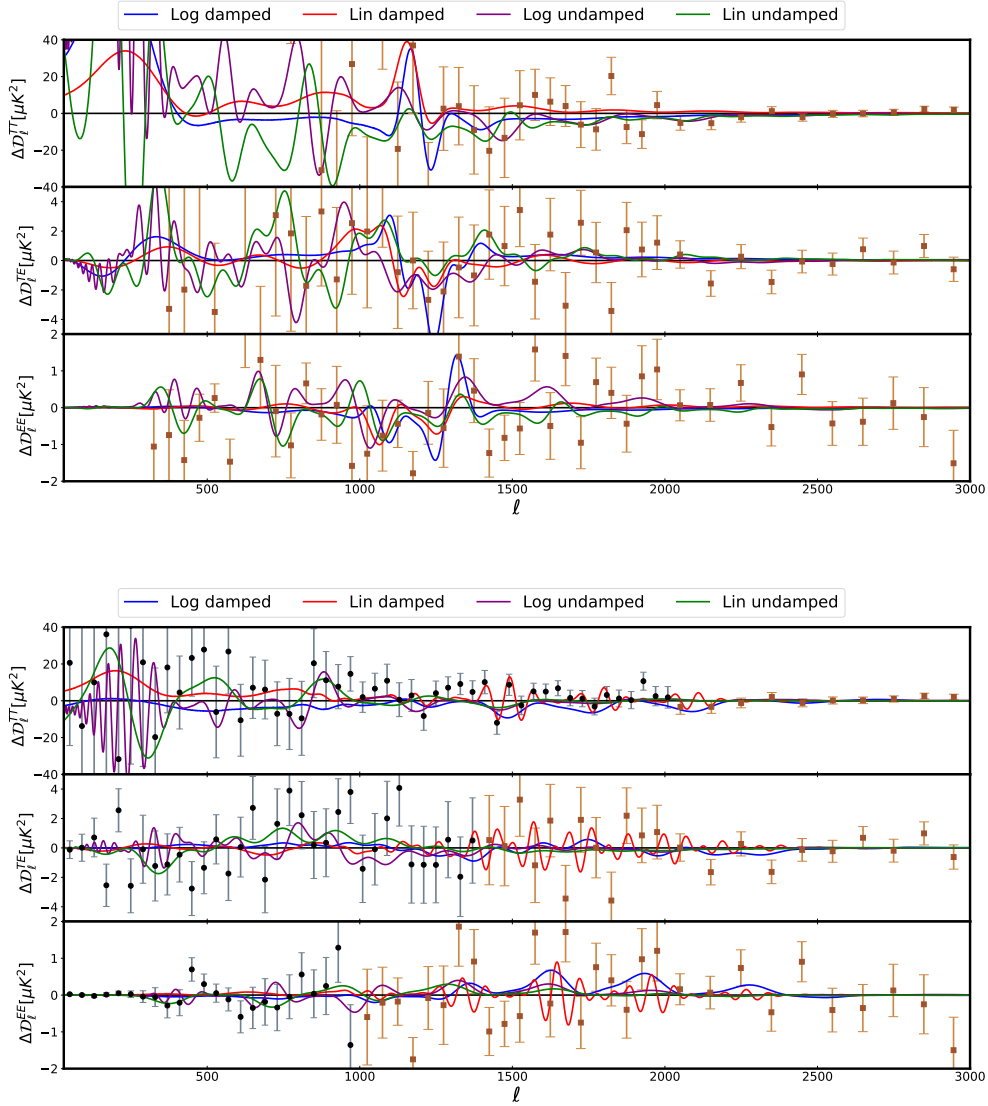 Log damped Lin damped Log undamped Lin undamped
40
20
0
−20
−40
ΔD_ℓ^{TT}[μK²]
4
2
0
−2
−4
ΔD_ℓ^{TE}[μK²]
2
1
0
−1
−2
ΔD_ℓ^{EE}[μK²]
500 1000 1500 2000 2500 3000
ℓ
Log damped Lin damped Log undamped Lin undamped
40
20
0
−20
−40
ΔD_ℓ^{TT}[μK²]
4
2
0
−2
−4
ΔD_ℓ^{TE}[μK²]
2
1
0
−1
−2
ΔD_ℓ^{EE}[μK²]
500 1000 1500 2000 2500 3000
ℓ